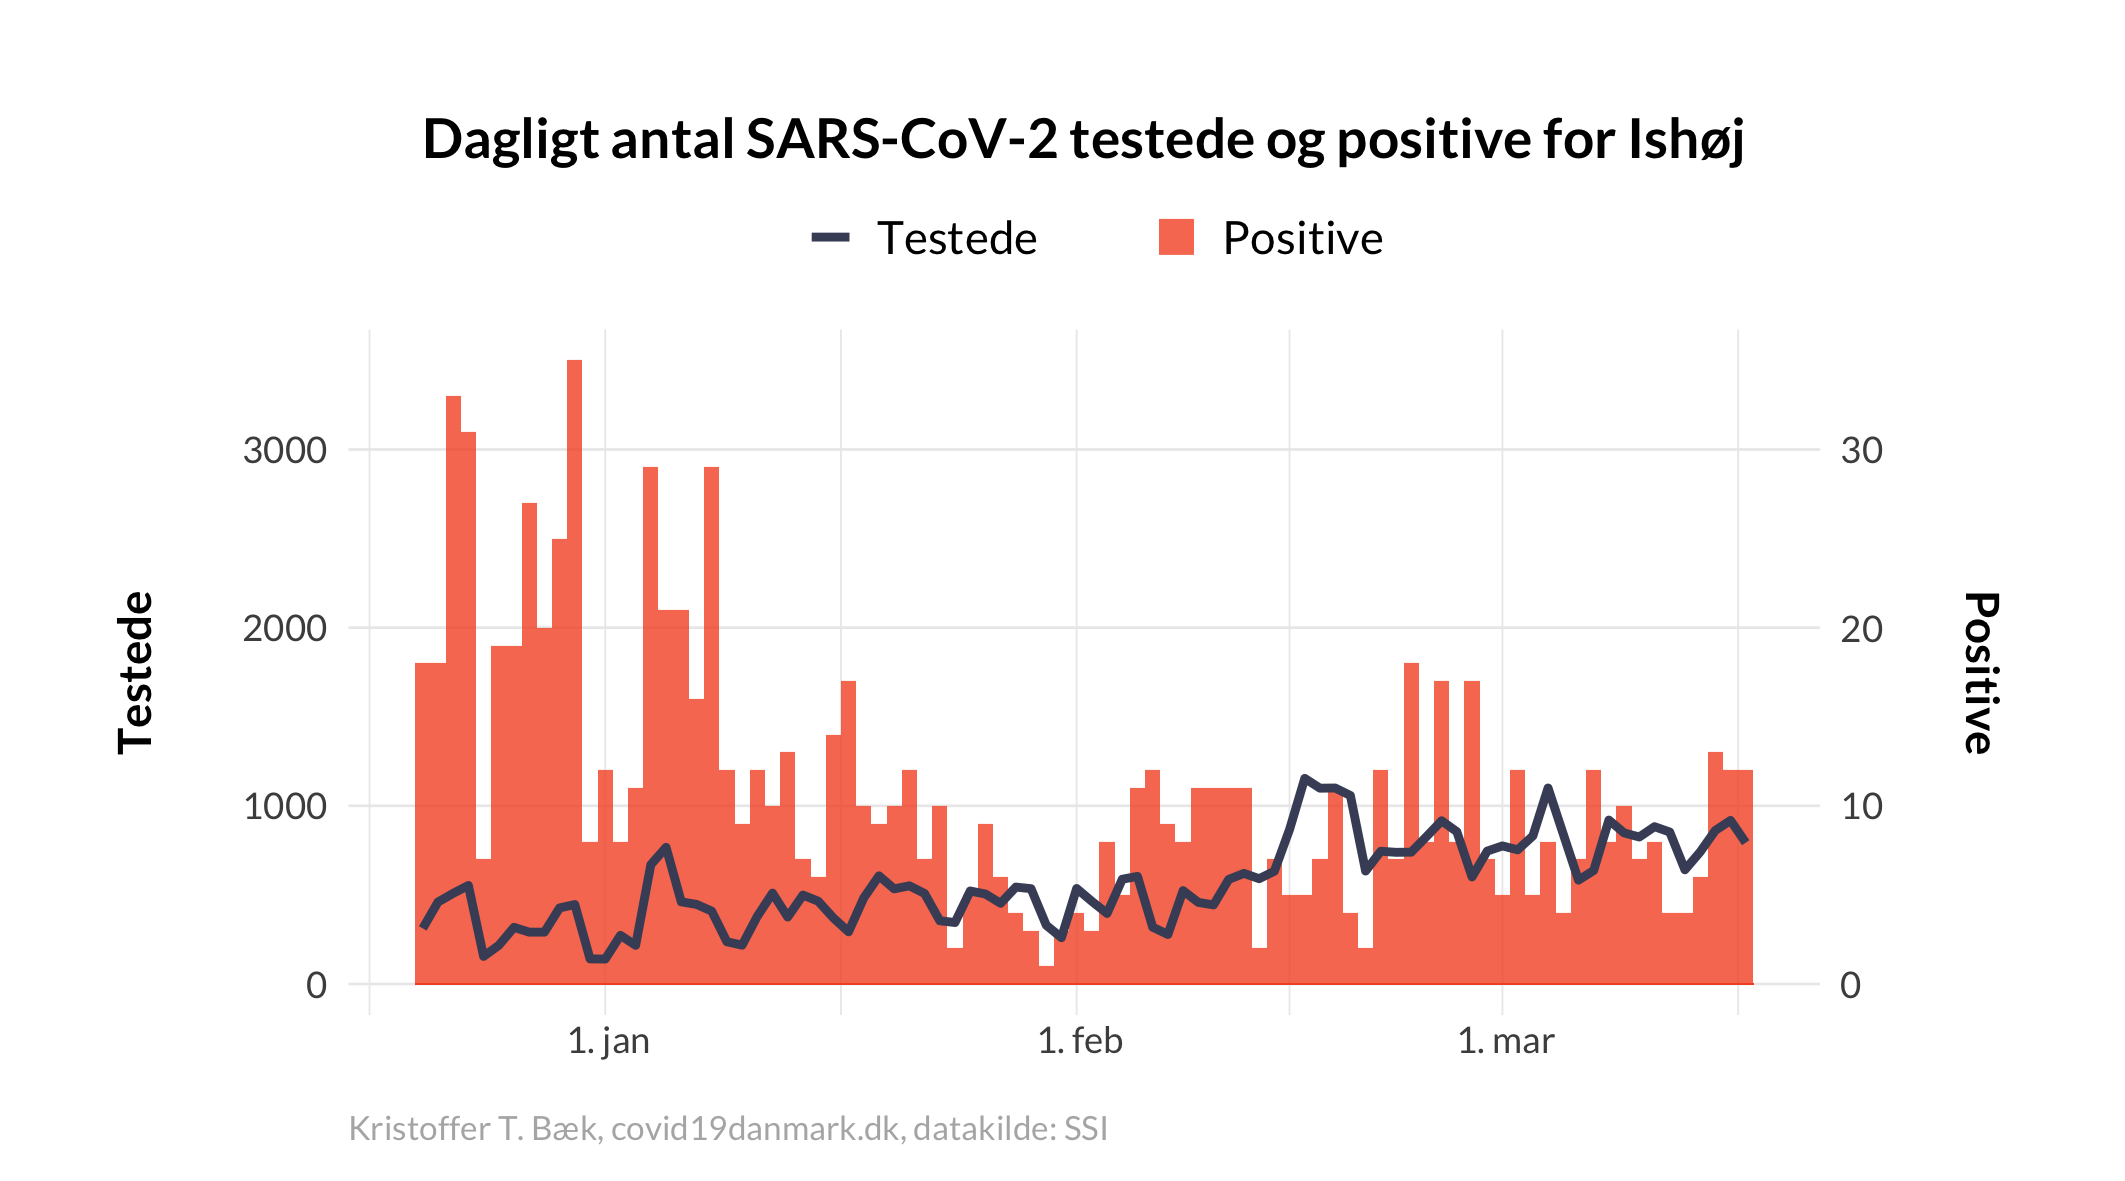 Dagligt antal SARS-CoV-2 testede og positive for Ishøj
Testede
Positive
3000
2000
1000
0
30
20
10
0
Testede
Positive
1. jan
1. feb
1. mar
Kristoffer T. Bæk, covid19danmark.dk, datakilde: SSI